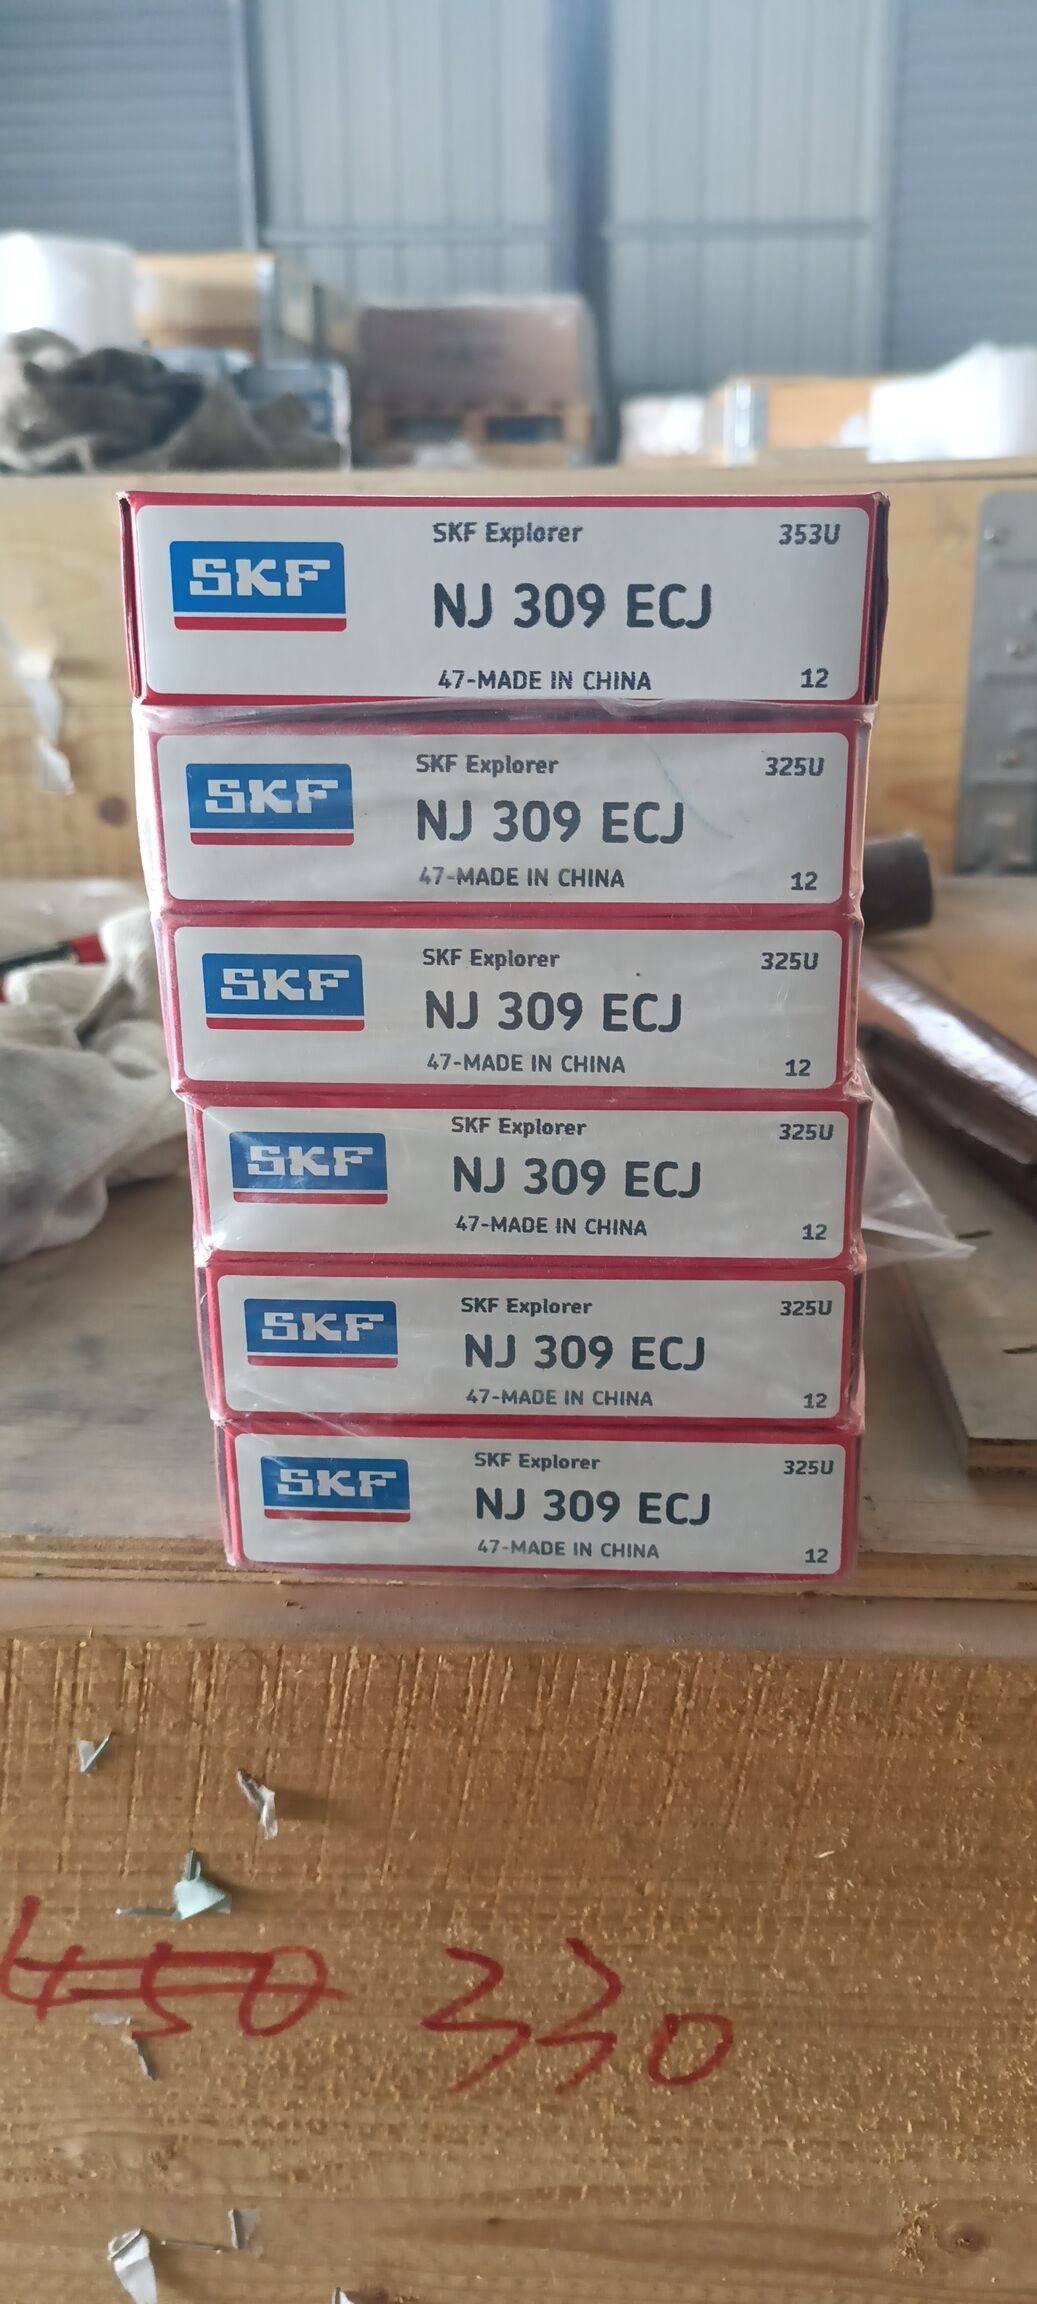 SKF Explorer 353U
SKF
NJ 309 ECJ
47-MADE IN CHINA 12
SKF Explorer 325U
SKF
NJ 309 ECJ
47-MADE IN CHINA 12
SKF Explorer 325U
SKF
NJ 309 ECJ
47-MADE IN CHINA 12
SKF Explorer 325U
SKF
NJ 309 ECJ
47-MADE IN CHINA 12
SKF Explorer 325U
SKF
NJ 309 ECJ
47-MADE IN CHINA 12
SKF Explorer 325U
SKF
NJ 309 ECJ
47-MADE IN CHINA 12
450 330